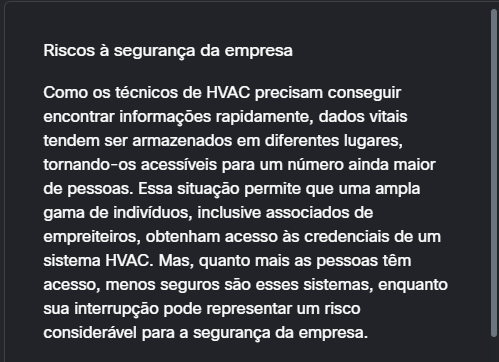 Riscos à segurança da empresa
Como os técnicos de HVAC precisam conseguir
encontrar informações rapidamente, dados vitais
tendem ser armazenados em diferentes lugares,
tornando-os acessíveis para um número ainda maior
de pessoas. Essa situação permite que uma ampla
gama de indivíduos, inclusive associados de
empreiteiros, obtenham acesso às credenciais de um
sistema HVAC. Mas, quanto mais as pessoas têm
acesso, menos seguros são esses sistemas, enquanto
sua interrupção pode representar um risco
considerável para a segurança da empresa.